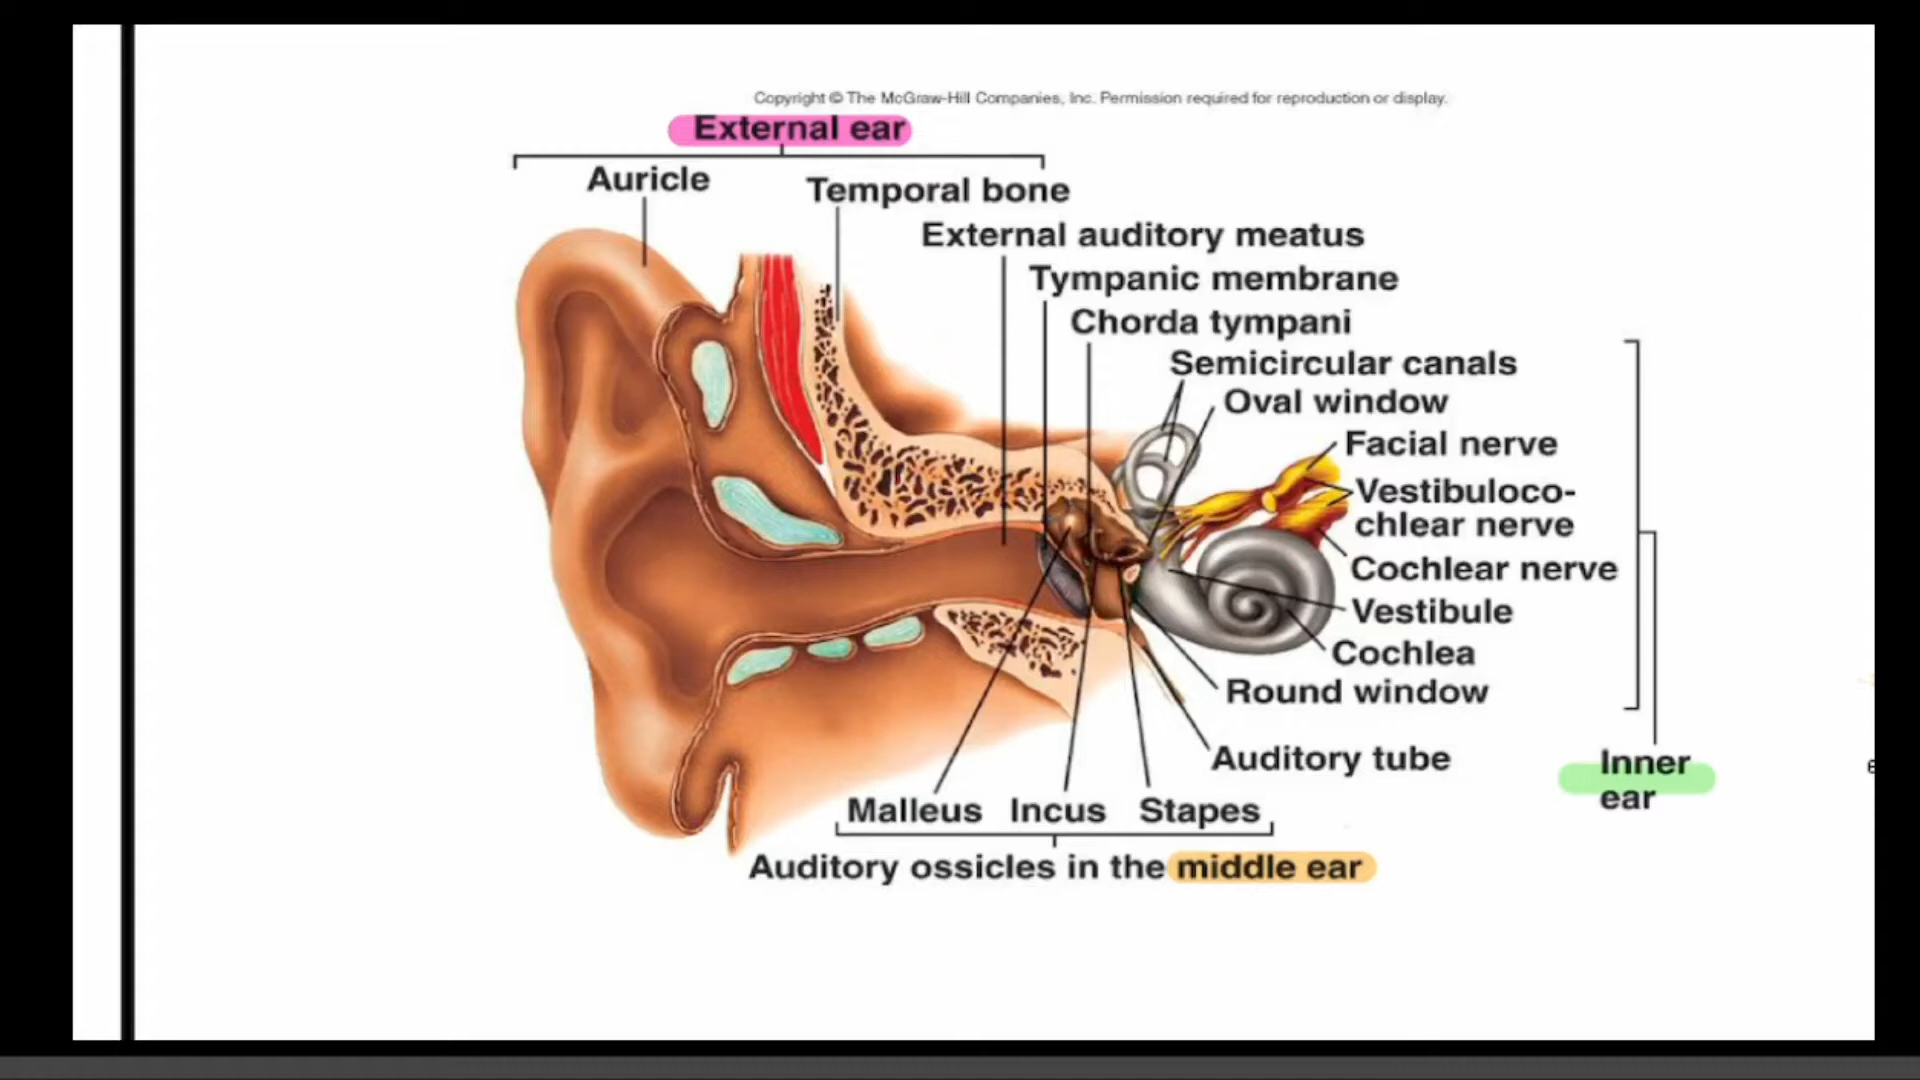 Copyright © The McGraw-Hill Companies, Inc. Permission required for reproduction or display.
External ear
Auricle
Temporal bone
External auditory meatus
Tympanic membrane
Chorda tympani
Semicircular canals
Oval window
Facial nerve
Vestibuloco-
chlear nerve
Cochlear nerve
Vestibule
Cochlea
Round window
Auditory tube
Inner
ear
Malleus Incus Stapes
Auditory ossicles in the middle ear